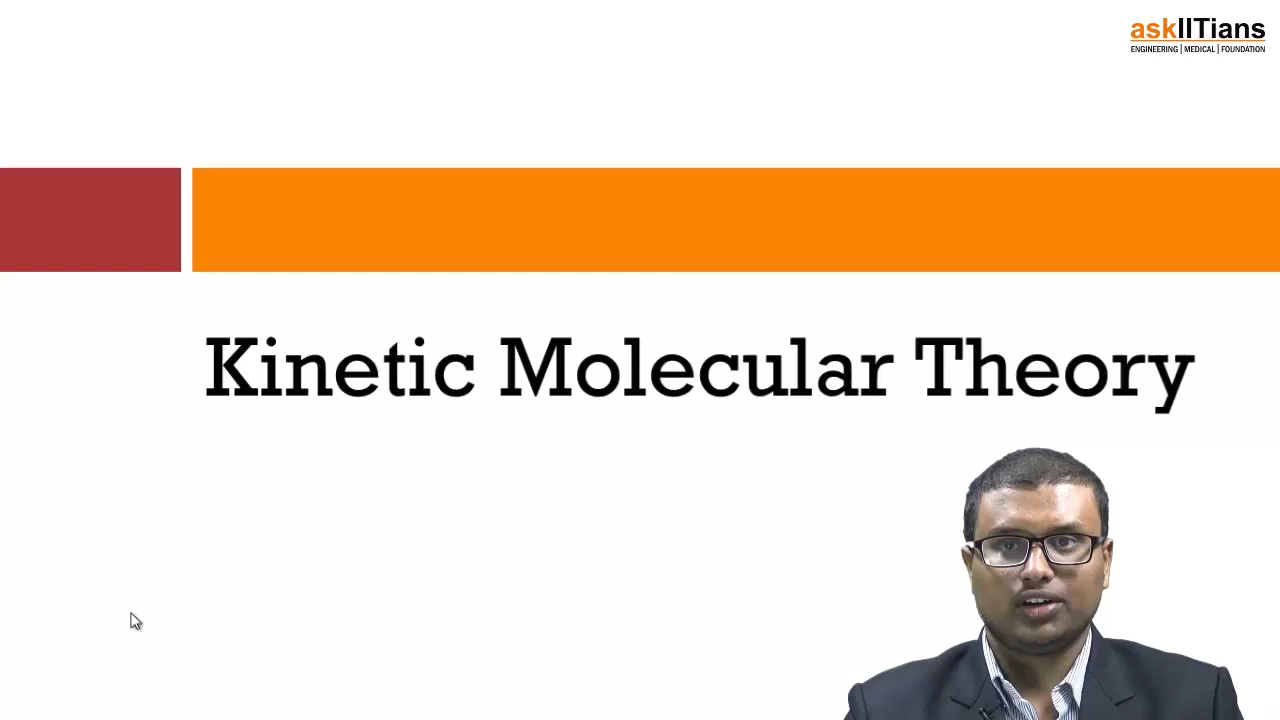 askIITians
ENGINEERING | MEDICAL | FOUNDATION
Kinetic Molecular Theory